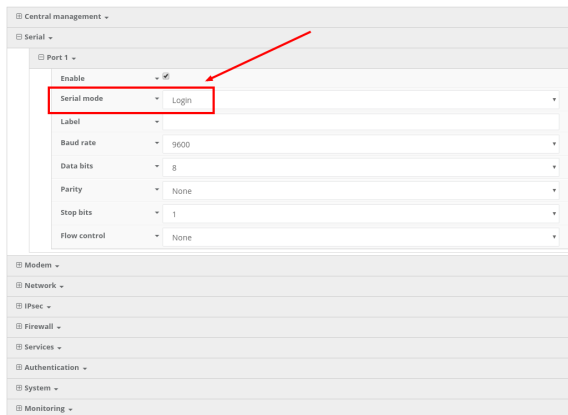 Central management
Serial
Port 1
Enable
Serial mode Login
Label
Baud rate 9600
Data bits 8
Parity None
Stop bits 1
Flow control None
Modem
Network
IPsec
Firewall
Services
Authentication
System
Monitoring